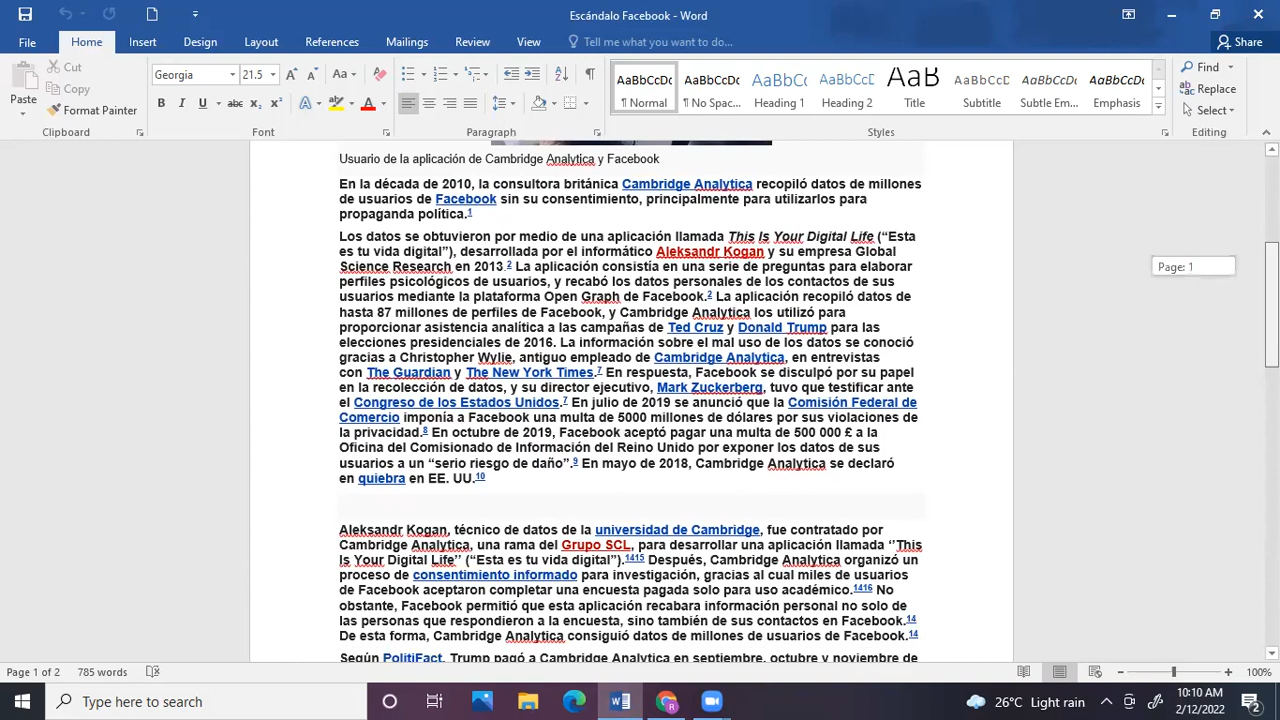 Escándalo Facebook - Word
File Home Insert Design Layout References Mailings Review View Tell me what you want to do... Share
Paste
Cut
Copy
Format Painter
Georgia 21.5
AaBbCcDc AaBbCcDc AaBbCc AaBbCcE AaB AaBbCcD AaBbCcDc AaBbCcDc
¶ Normal ¶ No Spac... Heading 1 Heading 2 Title Subtitle Subtle Em... Emphasis
Find
Replace
Select
Clipboard Font Paragraph Styles Editing
Usuario de la aplicación de Cambridge Analytica y Facebook
En la década de 2010, la consultora británica Cambridge Analytica recopiló datos de millones
de usuarios de Facebook sin su consentimiento, principalmente para utilizarlos para
propaganda política.1
Los datos se obtuvieron por medio de una aplicación llamada This Is Your Digital Life (“Esta
es tu vida digital”), desarrollada por el informático Aleksandr Kogan y su empresa Global
Science Research en 2013.2 La aplicación consistía en una serie de preguntas para elaborar
perfiles psicológicos de usuarios, y recabó los datos personales de los contactos de sus
usuarios mediante la plataforma Open Graph de Facebook.2 La aplicación recopiló datos de
hasta 87 millones de perfiles de Facebook, y Cambridge Analytica los utilizó para
proporcionar asistencia analítica a las campañas de Ted Cruz y Donald Trump para las
elecciones presidenciales de 2016. La información sobre el mal uso de los datos se conoció
gracias a Christopher Wylie, antiguo empleado de Cambridge Analytica, en entrevistas
con The Guardian y The New York Times.7 En respuesta, Facebook se disculpó por su papel
en la recolección de datos, y su director ejecutivo, Mark Zuckerberg, tuvo que testificar ante
el Congreso de los Estados Unidos.7 En julio de 2019 se anunció que la Comisión Federal de
Comercio imponía a Facebook una multa de 5000 millones de dólares por sus violaciones de
la privacidad.8 En octubre de 2019, Facebook aceptó pagar una multa de 500 000 £ a la
Oficina del Comisionado de Información del Reino Unido por exponer los datos de sus
usuarios a un “serio riesgo de daño”.9 En mayo de 2018, Cambridge Analytica se declaró
en quiebra en EE. UU.10
Aleksandr Kogan, técnico de datos de la universidad de Cambridge, fue contratado por
Cambridge Analytica, una rama del Grupo SCL, para desarrollar una aplicación llamada ‘’This
Is Your Digital Life’’ (“Esta es tu vida digital”).1415 Después, Cambridge Analytica organizó un
proceso de consentimiento informado para investigación, gracias al cual miles de usuarios
de Facebook aceptaron completar una encuesta pagada solo para uso académico.1416 No
obstante, Facebook permitió que esta aplicación recabara información personal no solo de
las personas que respondieron a la encuesta, sino también de sus contactos en Facebook.14
De esta forma, Cambridge Analytica consiguió datos de millones de usuarios de Facebook.14
Según PolitiFact, Trump pagó a Cambridge Analytica en septiembre, octubre y noviembre de
Page: 1
Page 1 of 2 785 words 100%
Type here to search
26°C Light rain
10:10 AM
2/12/2022
2